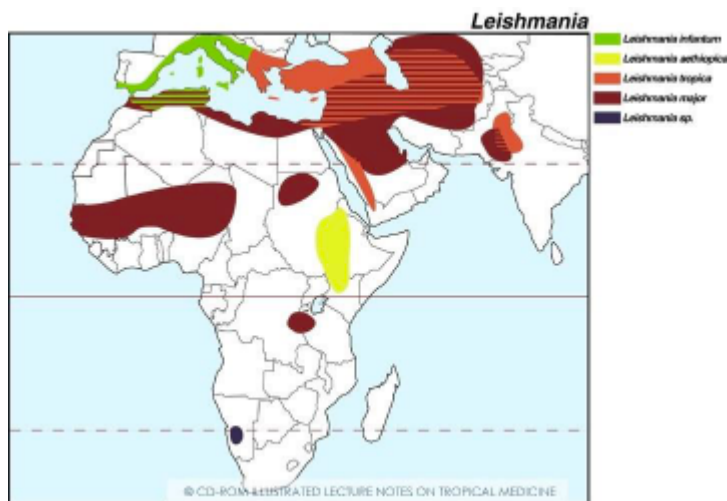 Leishmania
Leishmania infantum
Leishmania aethiopica
Leishmania tropica
Leishmania major
Leishmania sp.
© CD-ROM ILLUSTRATED LECTURE NOTES ON TROPICAL MEDICINE